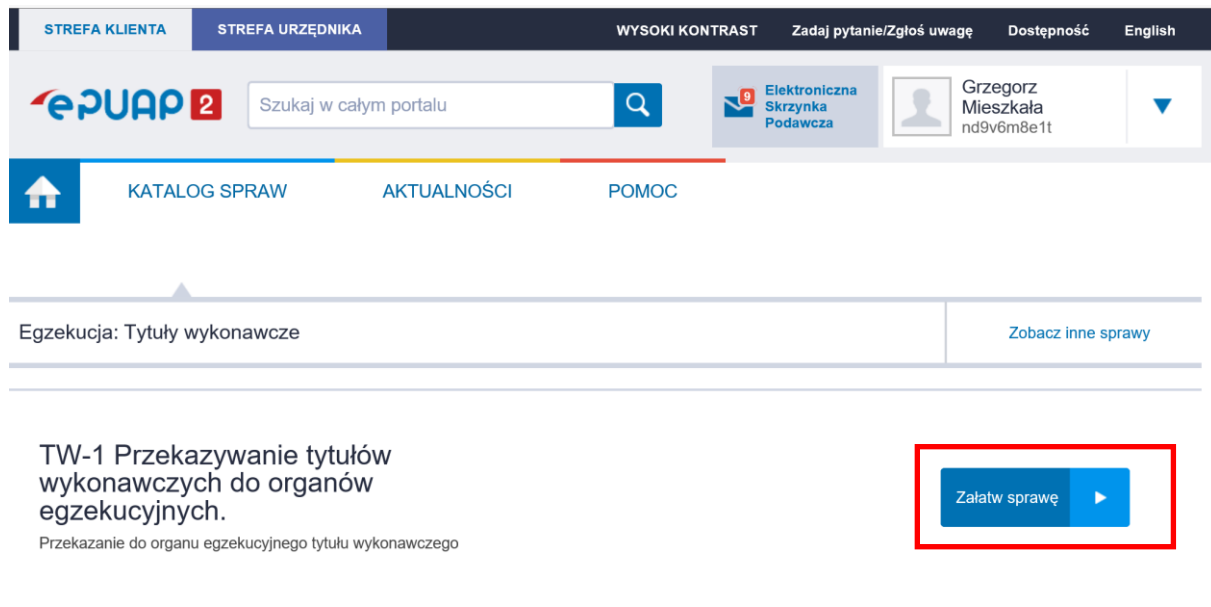 STREFA KLIENTA STREFA URZĘDNIKA WYSOKI KONTRAST Zadaj pytanie/Zgłoś uwagę Dostępność English
ePUAP 2 Szukaj w całym portalu 9 Elektroniczna
Skrzynka
Podawcza
Grzegorz
Mieszkała
nd9v6m8e1t
KATALOG SPRAW AKTUALNOŚCI POMOC
Egzekucja: Tytuły wykonawcze Zobacz inne sprawy
TW-1 Przekazywanie tytułów
wykonawczych do organów
egzekucyjnych.
Przekazanie do organu egzekucyjnego tytułu wykonawczego
Załatw sprawę